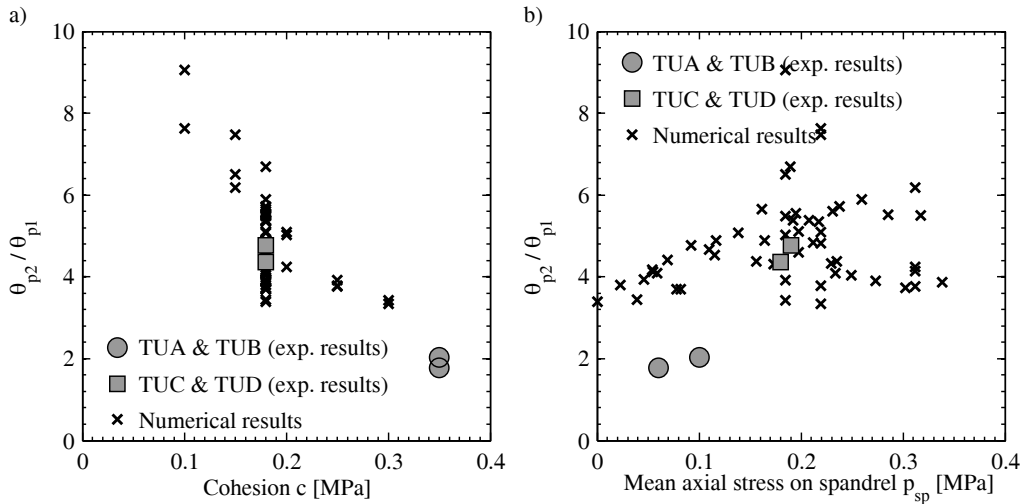 a)
10
8
6
4
2
0
θp2 / θp1
TUA & TUB (exp. results)
TUC & TUD (exp. results)
Numerical results
0
0.1
0.2
0.3
0.4
Cohesion c [MPa]
b)
10
8
6
4
2
0
θp2 / θp1
TUA & TUB (exp. results)
TUC & TUD (exp. results)
Numerical results
0
0.1
0.2
0.3
0.4
Mean axial stress on spandrel psp [MPa]